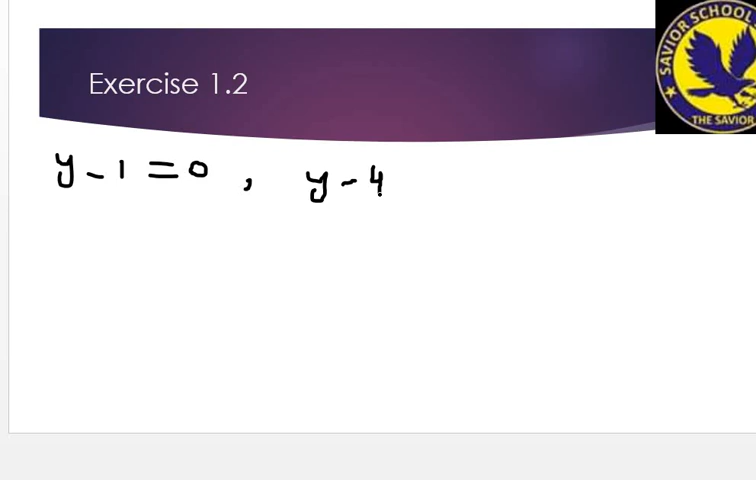 SAVIOR SCHOOL
THE SAVIOR
Exercise 1.2
y - 1 = 0 , y - 4